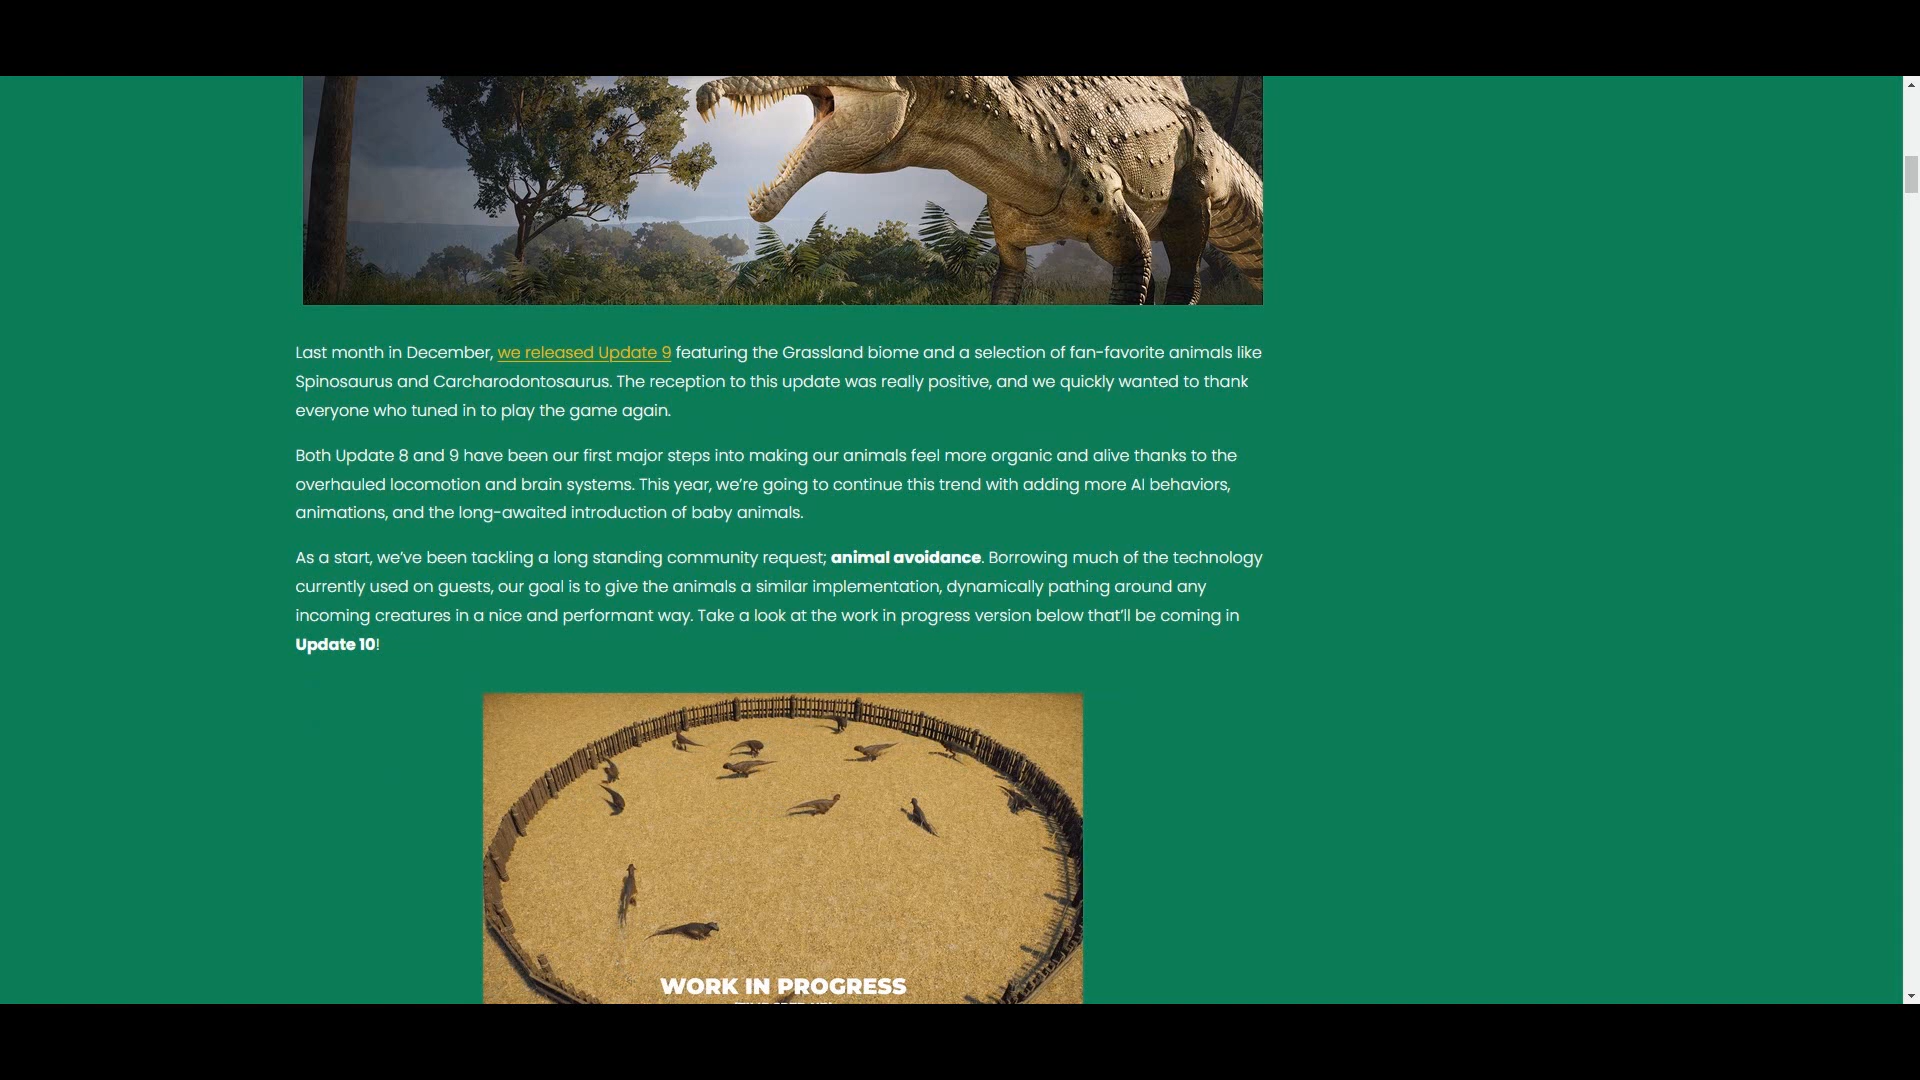 Last month in December, we released Update 9 featuring the Grassland biome and a selection of fan-favorite animals like
Spinosaurus and Carcharodontosaurus. The reception to this update was really positive, and we quickly wanted to thank
everyone who tuned in to play the game again.
Both Update 8 and 9 have been our first major steps into making our animals feel more organic and alive thanks to the
overhauled locomotion and brain systems. This year, we’re going to continue this trend with adding more AI behaviors,
animations, and the long-awaited introduction of baby animals.
As a start, we’ve been tackling a long standing community request; animal avoidance. Borrowing much of the technology
currently used on guests, our goal is to give the animals a similar implementation, dynamically pathing around any
incoming creatures in a nice and performant way. Take a look at the work in progress version below that’ll be coming in
Update 10!
WORK IN PROGRESS